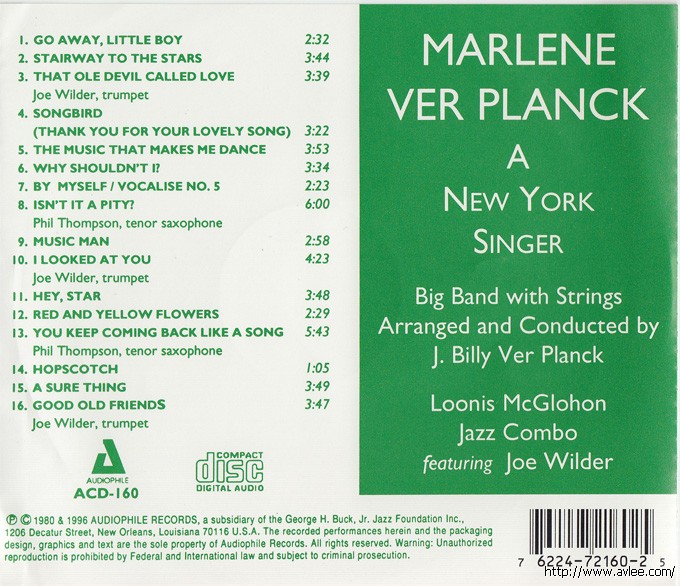 1. GO AWAY, LITTLE BOY 2:32
2. STAIRWAY TO THE STARS 3:44
3. THAT OLE DEVIL CALLED LOVE 3:39
Joe Wilder, trumpet
4. SONGBIRD
(THANK YOU FOR YOUR LOVELY SONG) 3:22
5. THE MUSIC THAT MAKES ME DANCE 3:53
6. WHY SHOULDN'T I? 3:34
7. BY MYSELF / VOCALISE NO. 5 2:23
8. ISN'T IT A PITY? 6:00
Phil Thompson, tenor saxophone
9. MUSIC MAN 2:58
10. I LOOKED AT YOU 4:23
Joe Wilder, trumpet
11. HEY, STAR 3:48
12. RED AND YELLOW FLOWERS 2:29
13. YOU KEEP COMING BACK LIKE A SONG 5:43
Phil Thompson, tenor saxophone
14. HOPSCOTCH 1:05
15. A SURE THING 3:49
16. GOOD OLD FRIENDS 3:47
Joe Wilder, trumpet
AUDIOPHILE
ACD-160
COMPACT
disc
DIGITAL AUDIO
MARLENE
VER PLANCK
A
NEW YORK
SINGER
Big Band with Strings
Arranged and Conducted by
J. Billy Ver Planck
Loonis McGlohon
Jazz Combo
featuring Joe Wilder
℗ © 1980 & 1996 AUDIOPHILE RECORDS, a subsidiary of the George H. Buck, Jr. Jazz Foundation Inc.,
1206 Decatur Street, New Orleans, Louisiana 70116 U.S.A. The recorded performances herein and the packaging
design, graphics and text are the sole property of Audiophile Records. All rights reserved. Warning: Unauthorized
reproduction is prohibited by Federal and International law and subject to criminal prosecution.
7 62247-2160-2 5
http://www.avlee.com